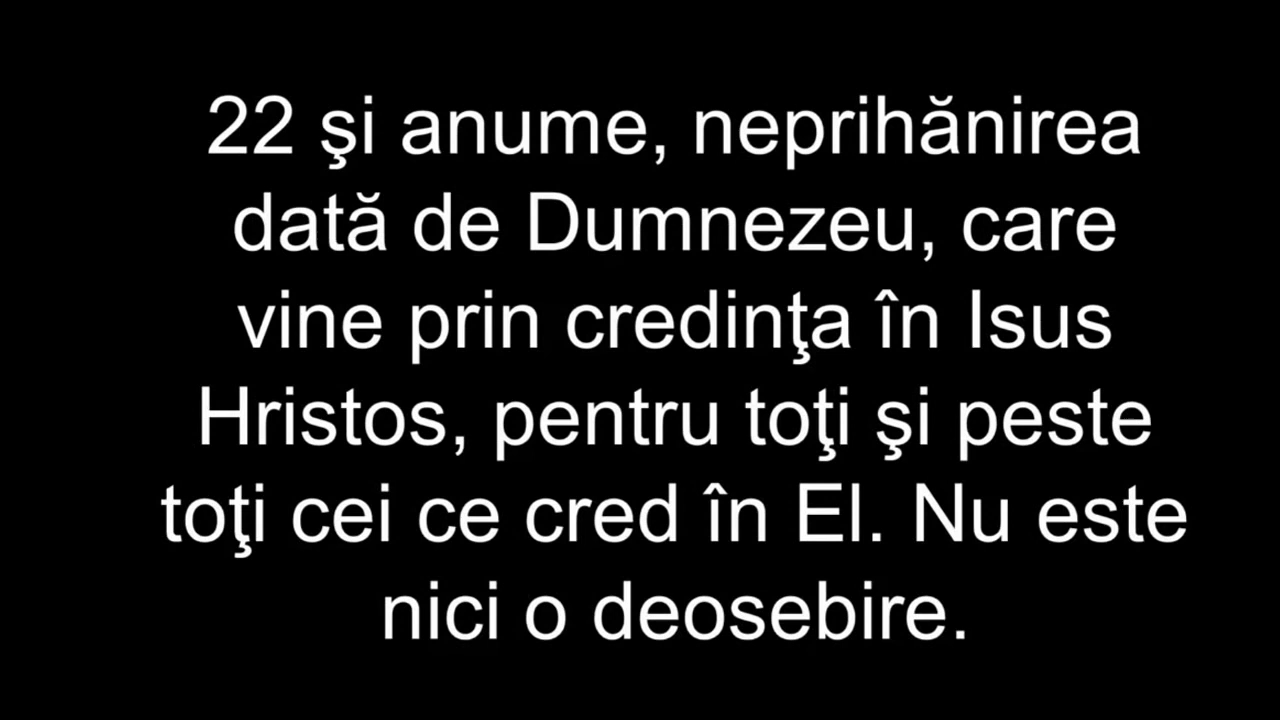 22 şi anume, neprihănirea
dată de Dumnezeu, care
vine prin credinţa în Isus
Hristos, pentru toţi şi peste
toţi cei ce cred în El. Nu este
nici o deosebire.